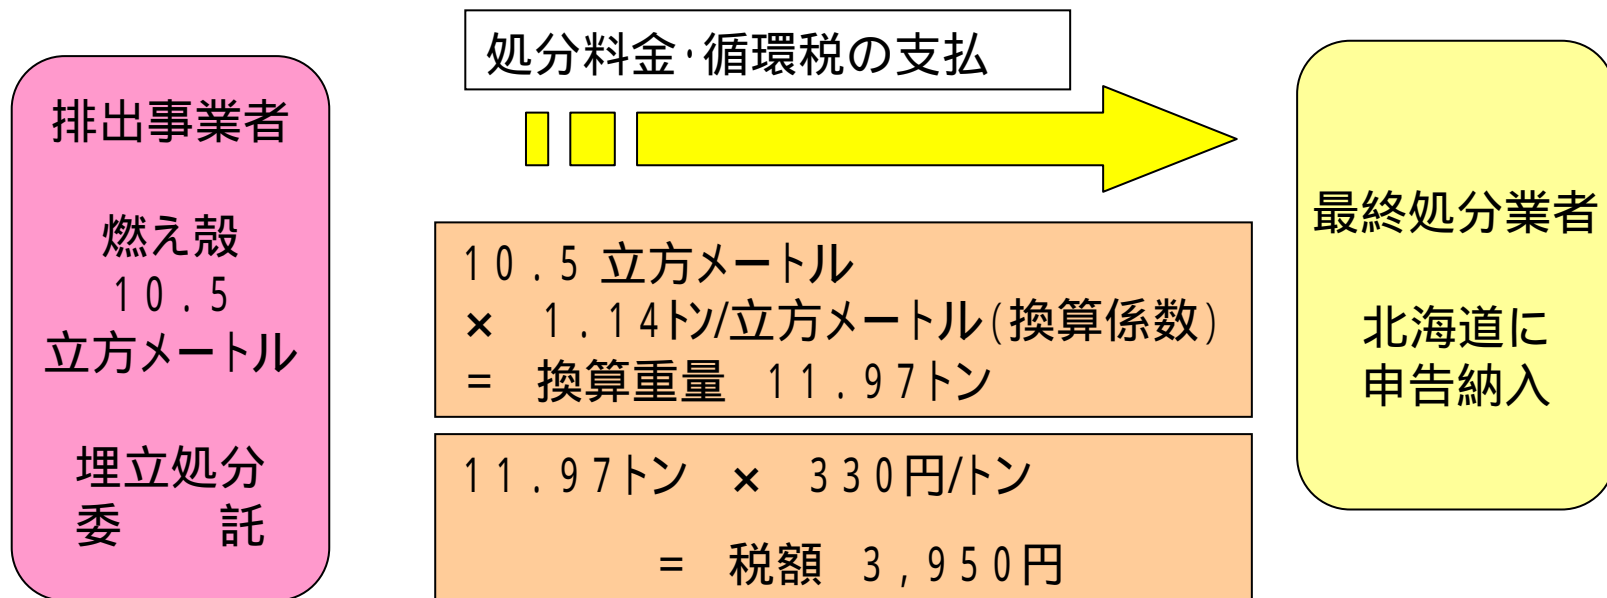 処分料金・循環税の支払
排出事業者
燃え殻
10.5
立方メートル
埋立処分
委　　託
10.5 立方メートル
×　1.14トン/立方メートル(換算係数)
=　換算重量　11.97トン
11.97トン　×　330円/トン
=　税額　3,950円
最終処分業者
北海道に
申告納入